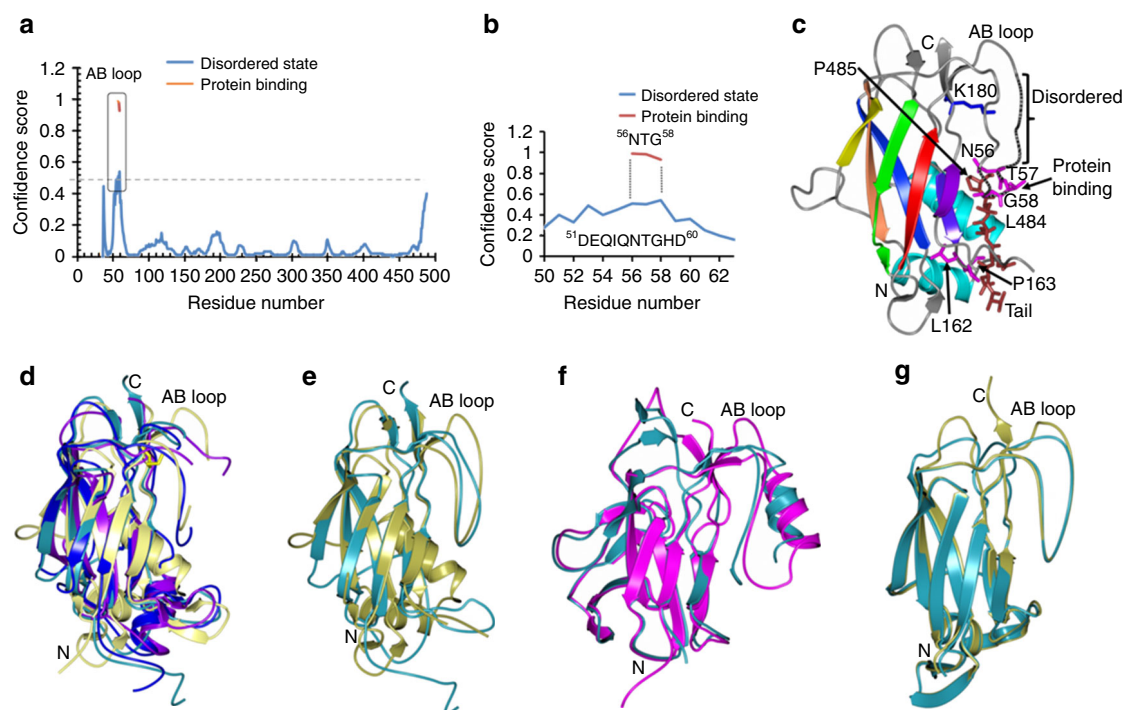 a
AB loop
Disordered state
Protein binding
Confidence score
1.2
1
0.8
0.6
0.4
0.2
0
0 50 100 150 200 250 300 350 400 450 500
Residue number
b
Disordered state
Protein binding
Confidence score
1.2
1
0.8
0.6
0.4
0.2
0
56NTG58
51DEQIQNTGHD60
50 52 54 56 58 60 62
Residue number
c
C
AB loop
P485
K180
Disordered
N56
T57
Protein
binding
G58
L484
P163
N
Tail
L162
d
C
AB loop
N
e
C
AB loop
N
f
C
AB loop
N
g
C
AB loop
N